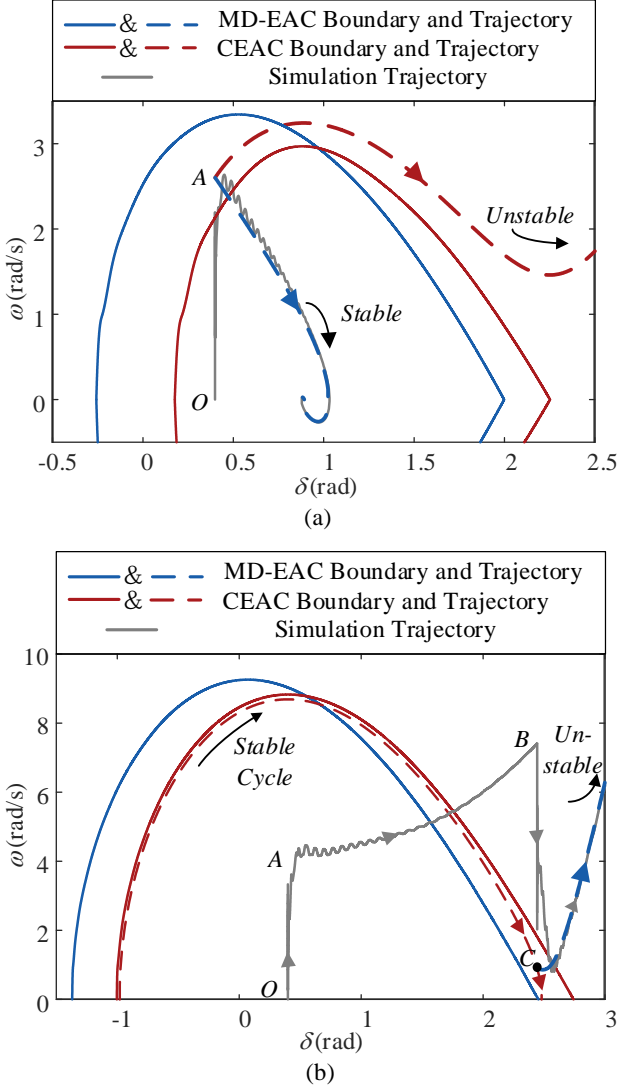 & MD-EAC Boundary and Trajectory
& CEAC Boundary and Trajectory
Simulation Trajectory
3
2
1
0
ω(rad/s)
A
O
Unstable
Stable
-0.5 0 0.5 1 1.5 2 2.5
δ(rad)
(a)
& MD-EAC Boundary and Trajectory
& CEAC Boundary and Trajectory
Simulation Trajectory
10
8
6
4
2
0
ω(rad/s)
Stable
Cycle
A
B
C
O
Un-
stable
-1 0 1 2 3
δ(rad)
(b)